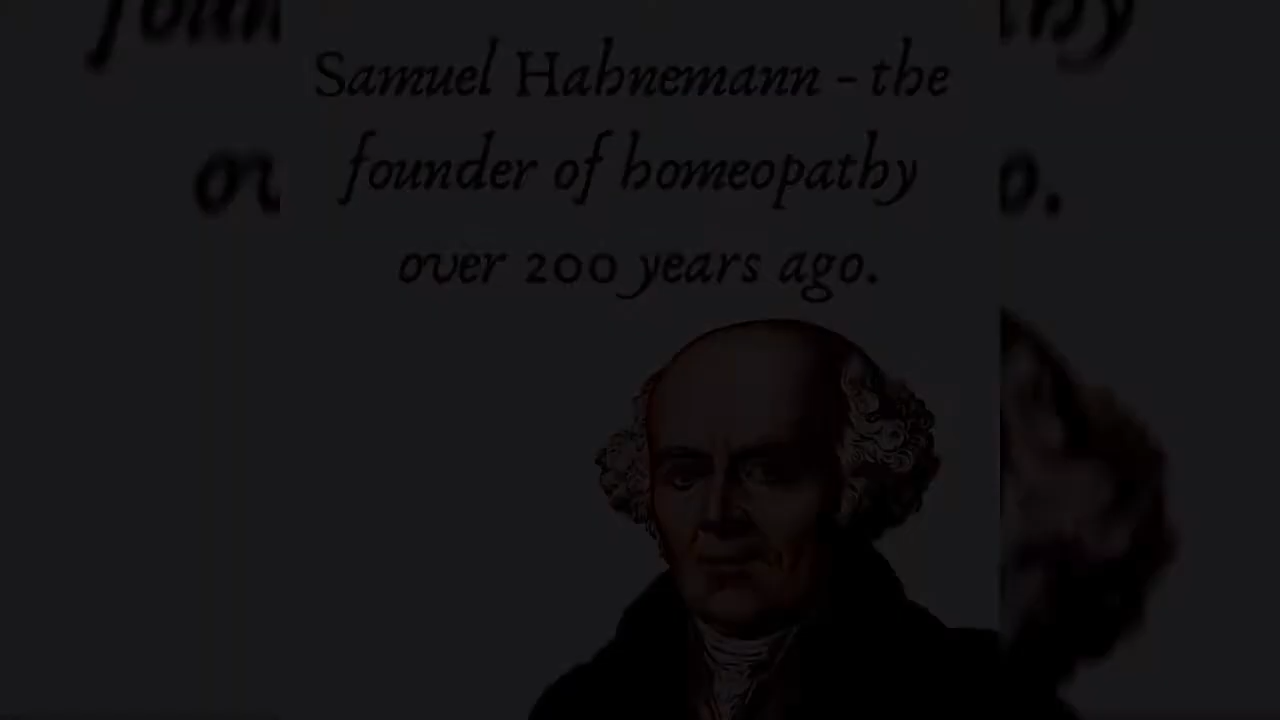 Samuel Hahnemann - the
founder of homeopathy
over 200 years ago.